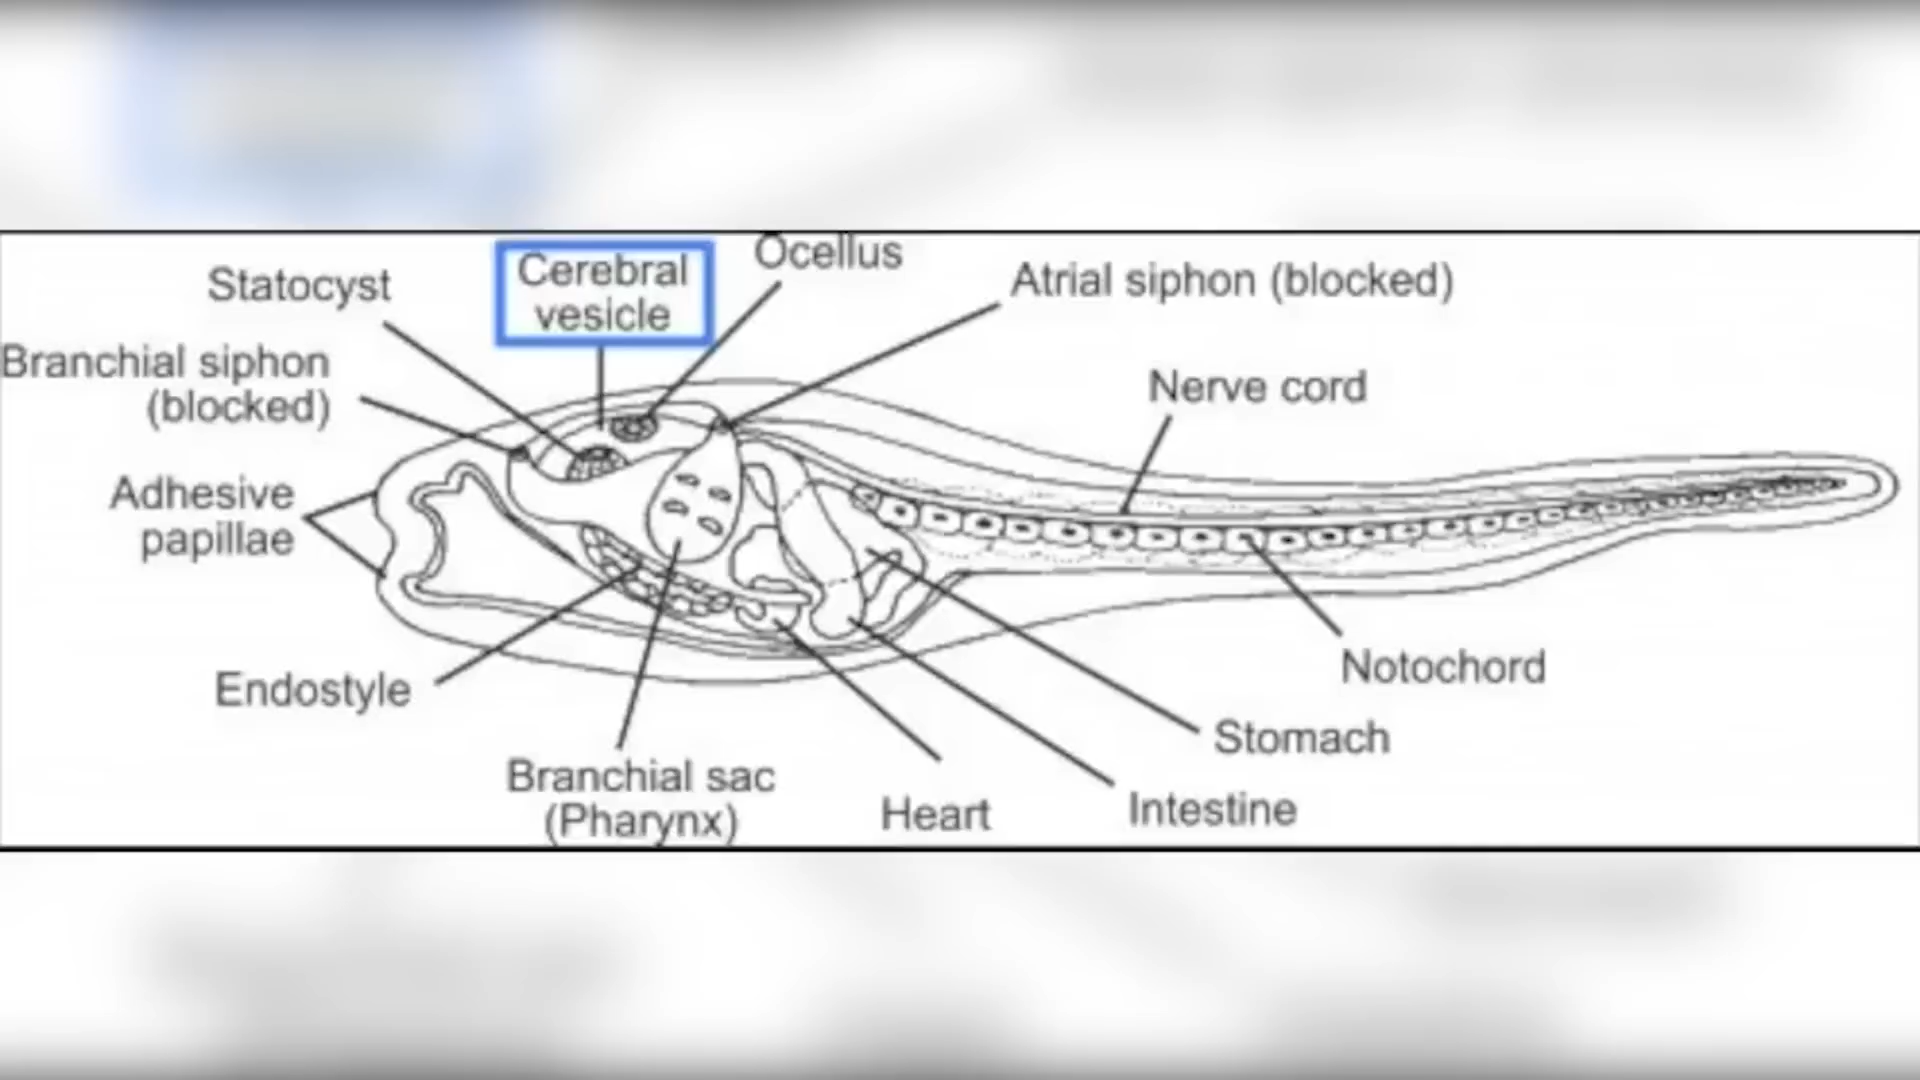 Cerebral
vesicle
Ocellus
Statocyst
Atrial siphon (blocked)
Branchial siphon
(blocked)
Nerve cord
Adhesive
papillae
Notochord
Endostyle
Stomach
Branchial sac
(Pharynx)
Heart
Intestine